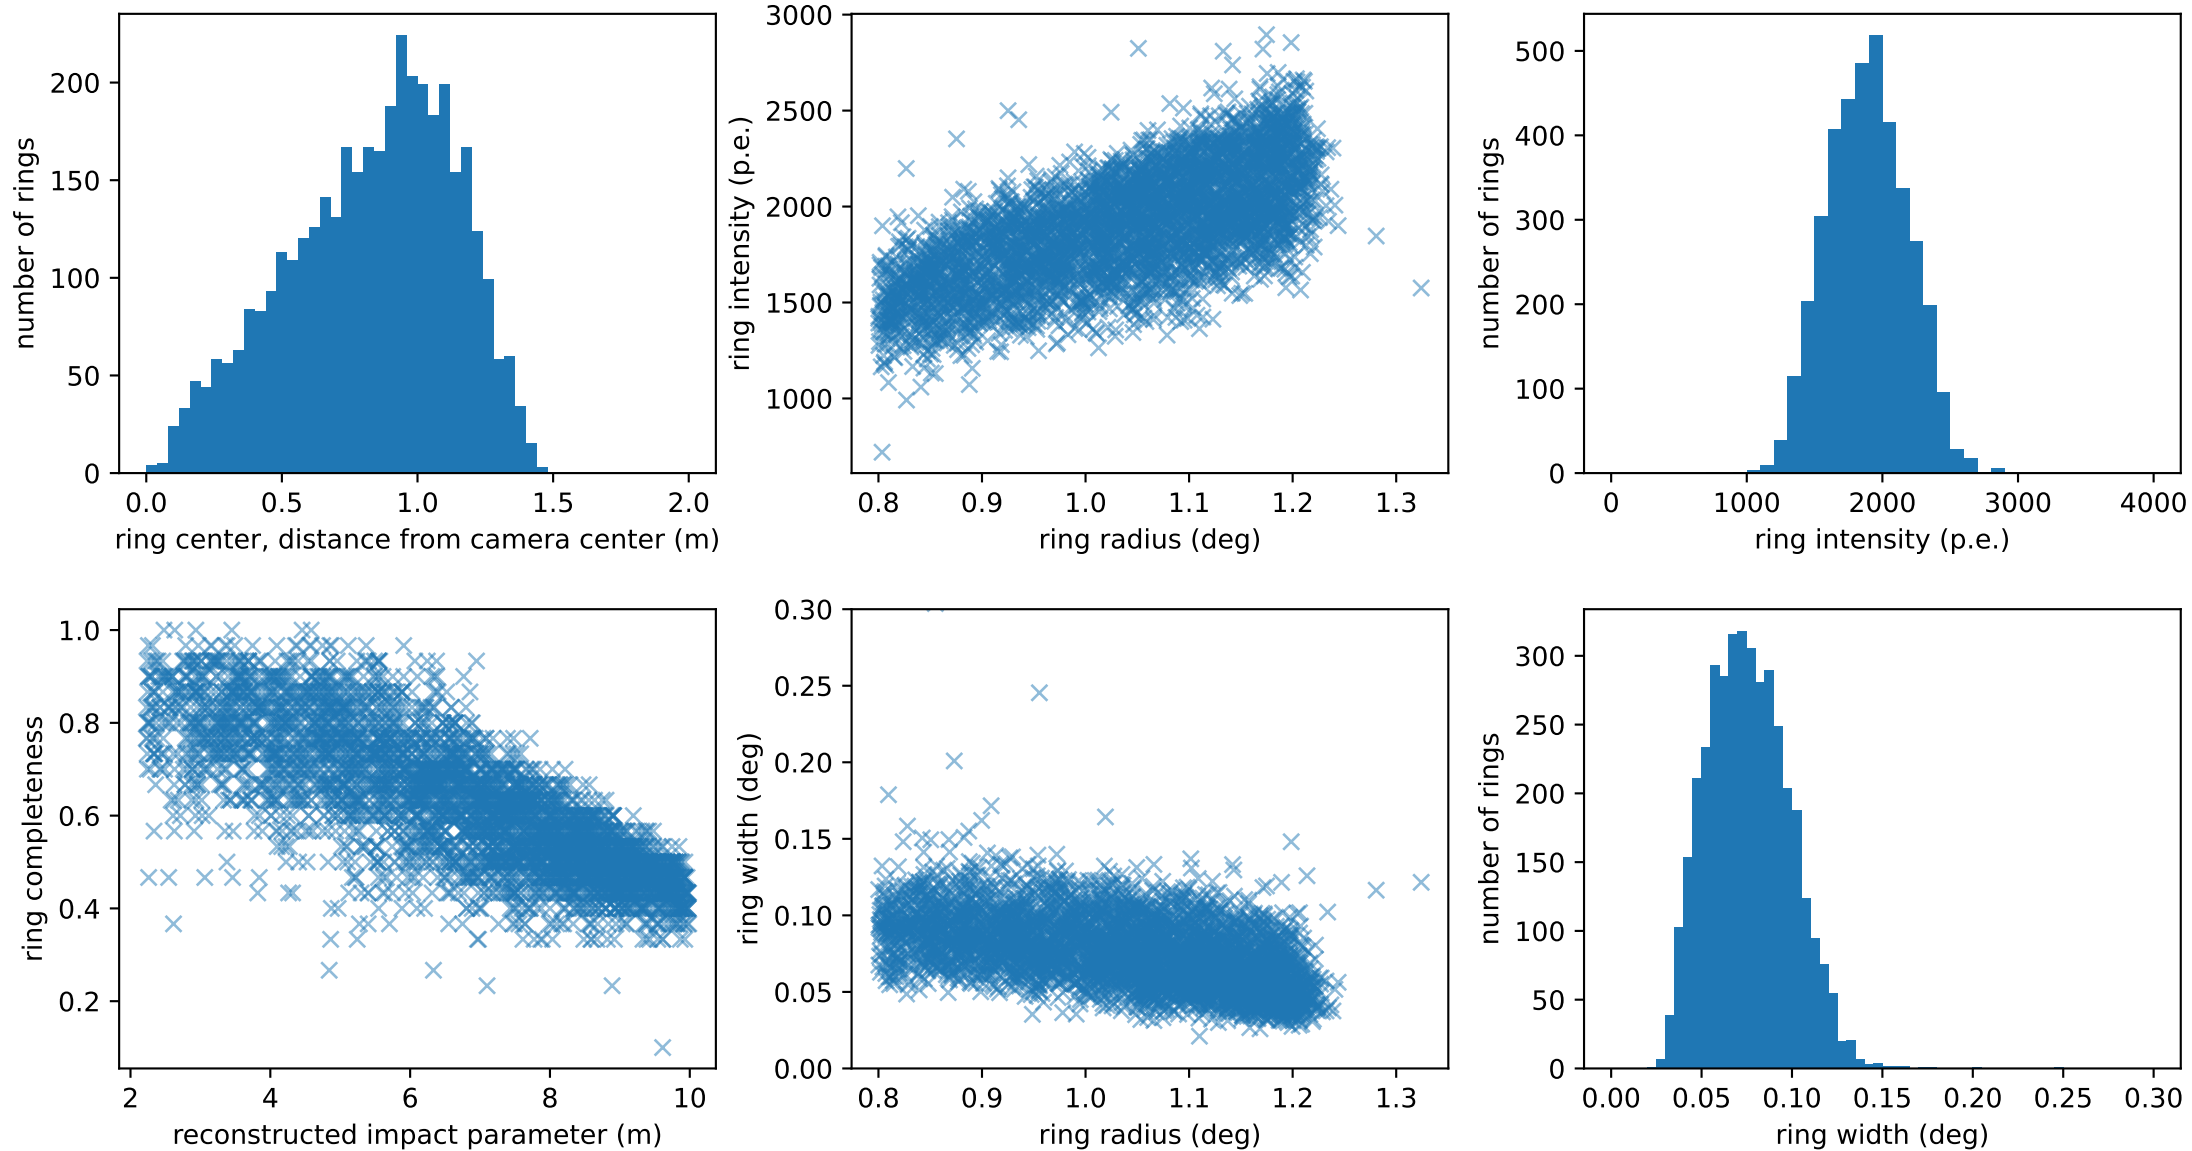 number of rings
200
150
100
50
0
0.0 0.5 1.0 1.5 2.0
ring center, distance from camera center (m)
ring intensity (p.e.)
3000
2500
2000
1500
1000
0.8 0.9 1.0 1.1 1.2 1.3
ring radius (deg)
number of rings
500
400
300
200
100
0
0 1000 2000 3000 4000
ring intensity (p.e.)
ring completeness
1.0
0.8
0.6
0.4
0.2
2 4 6 8 10
reconstructed impact parameter (m)
ring width (deg)
0.30
0.25
0.20
0.15
0.10
0.05
0.00
0.8 0.9 1.0 1.1 1.2 1.3
ring radius (deg)
number of rings
300
250
200
150
100
50
0
0.00 0.05 0.10 0.15 0.20 0.25 0.30
ring width (deg)